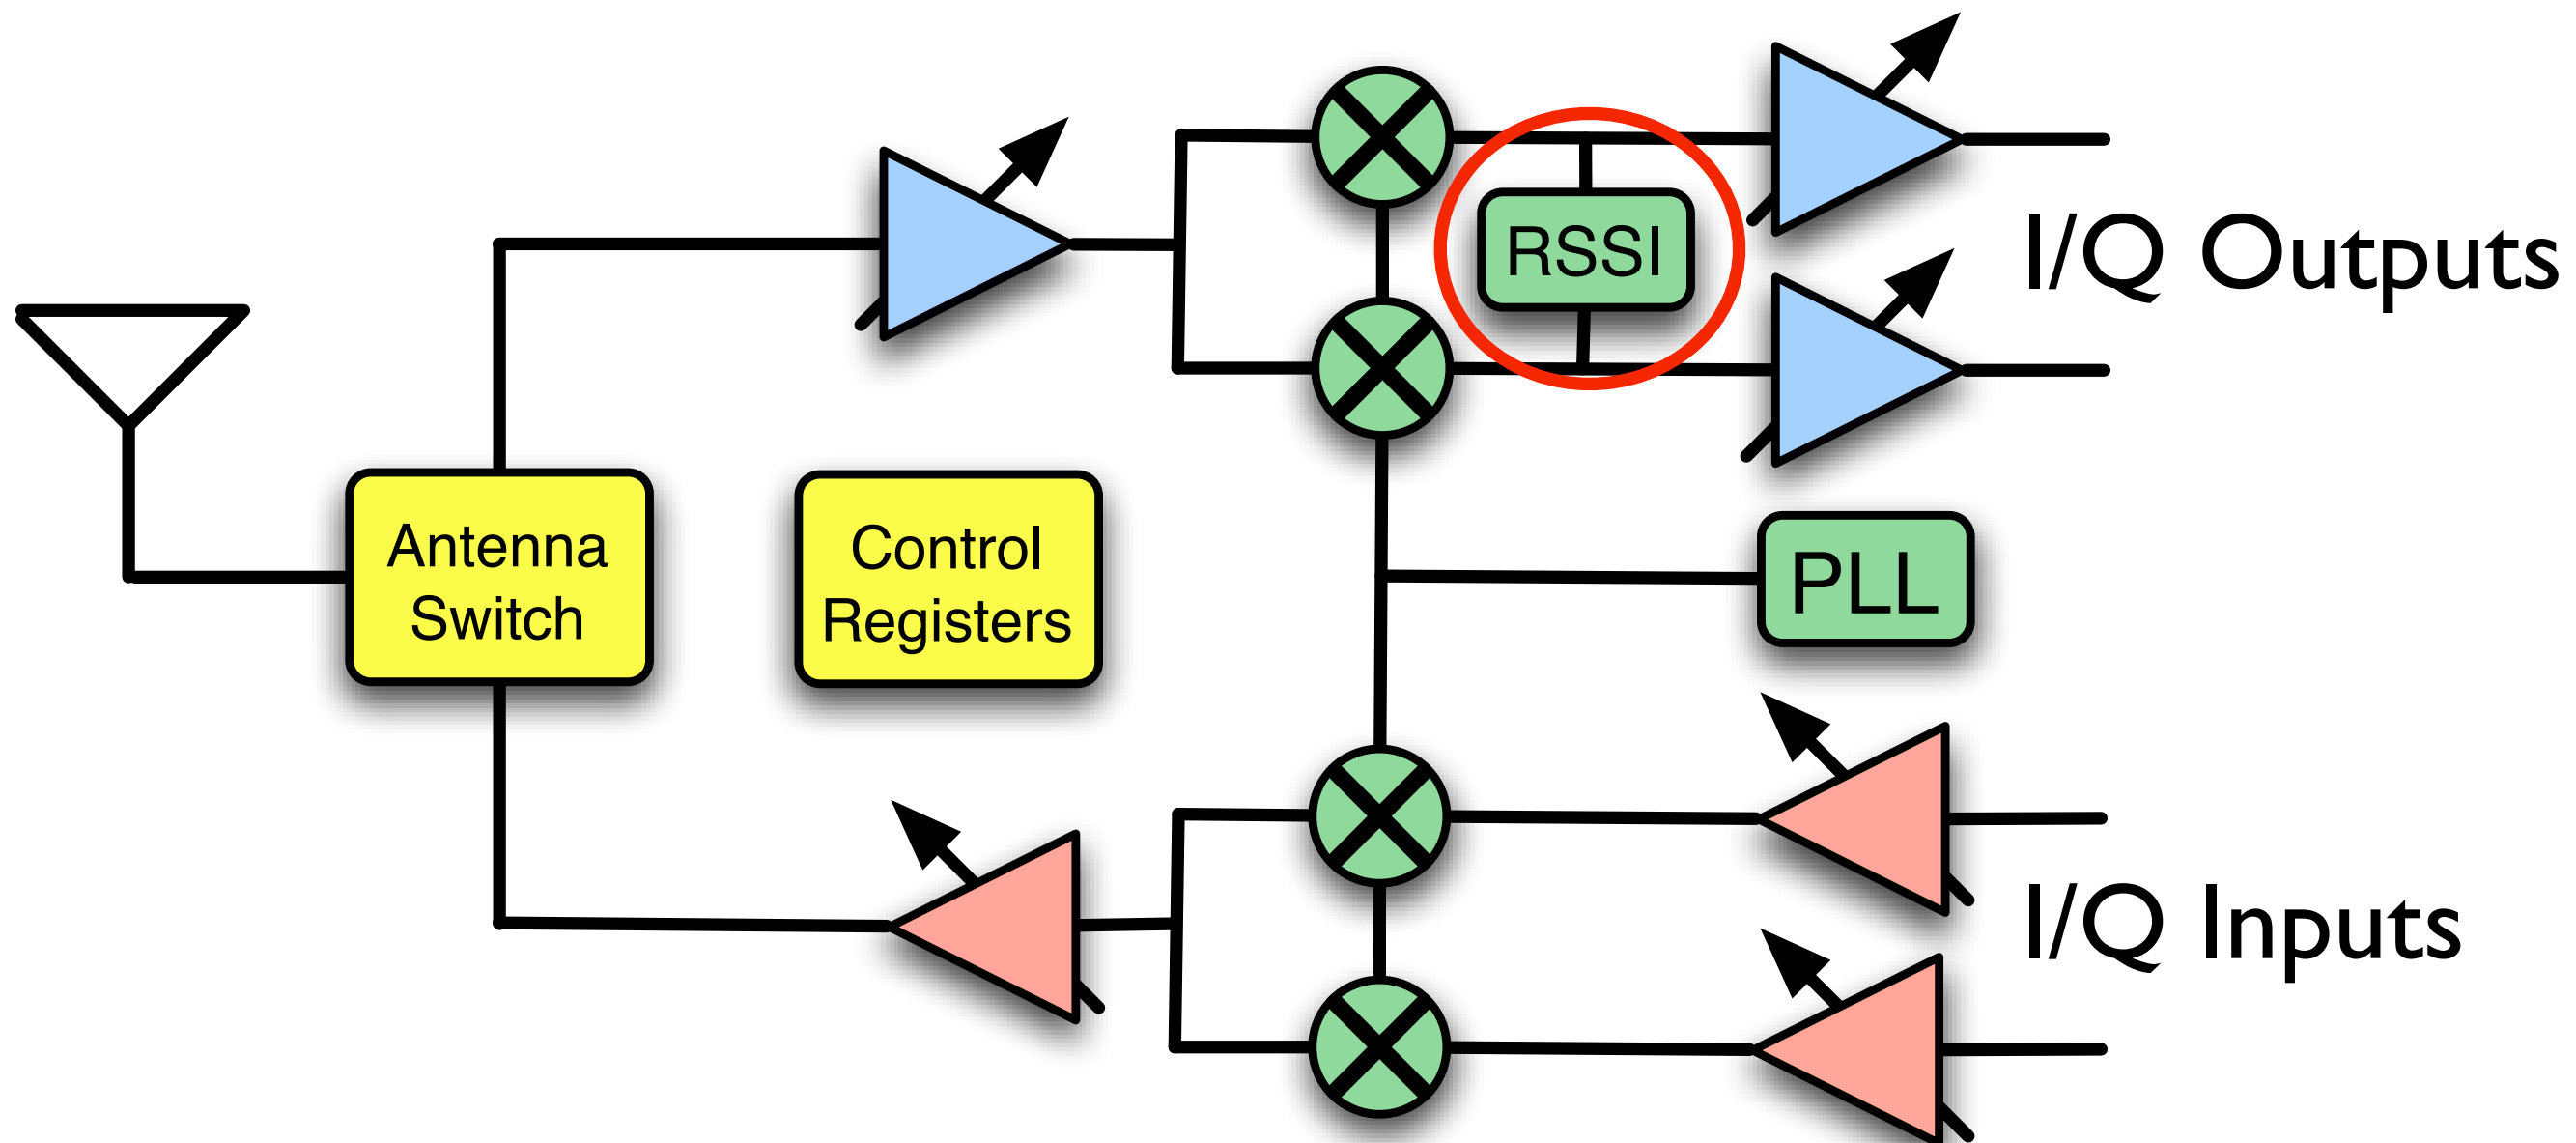 RSSI
I/Q Outputs
Antenna
Switch
Control
Registers
PLL
I/Q Inputs